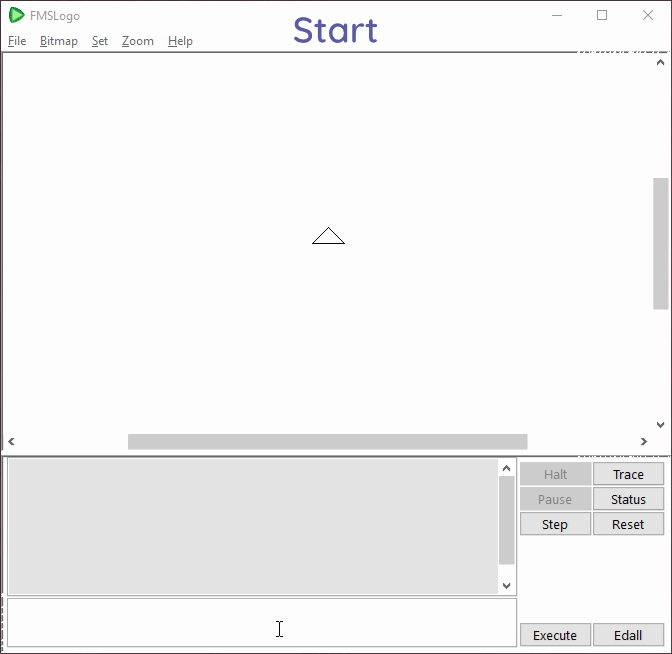 FMSLogo
Start
File Bitmap Set Zoom Help
Halt Trace
Pause Status
Step Reset
Execute Edall